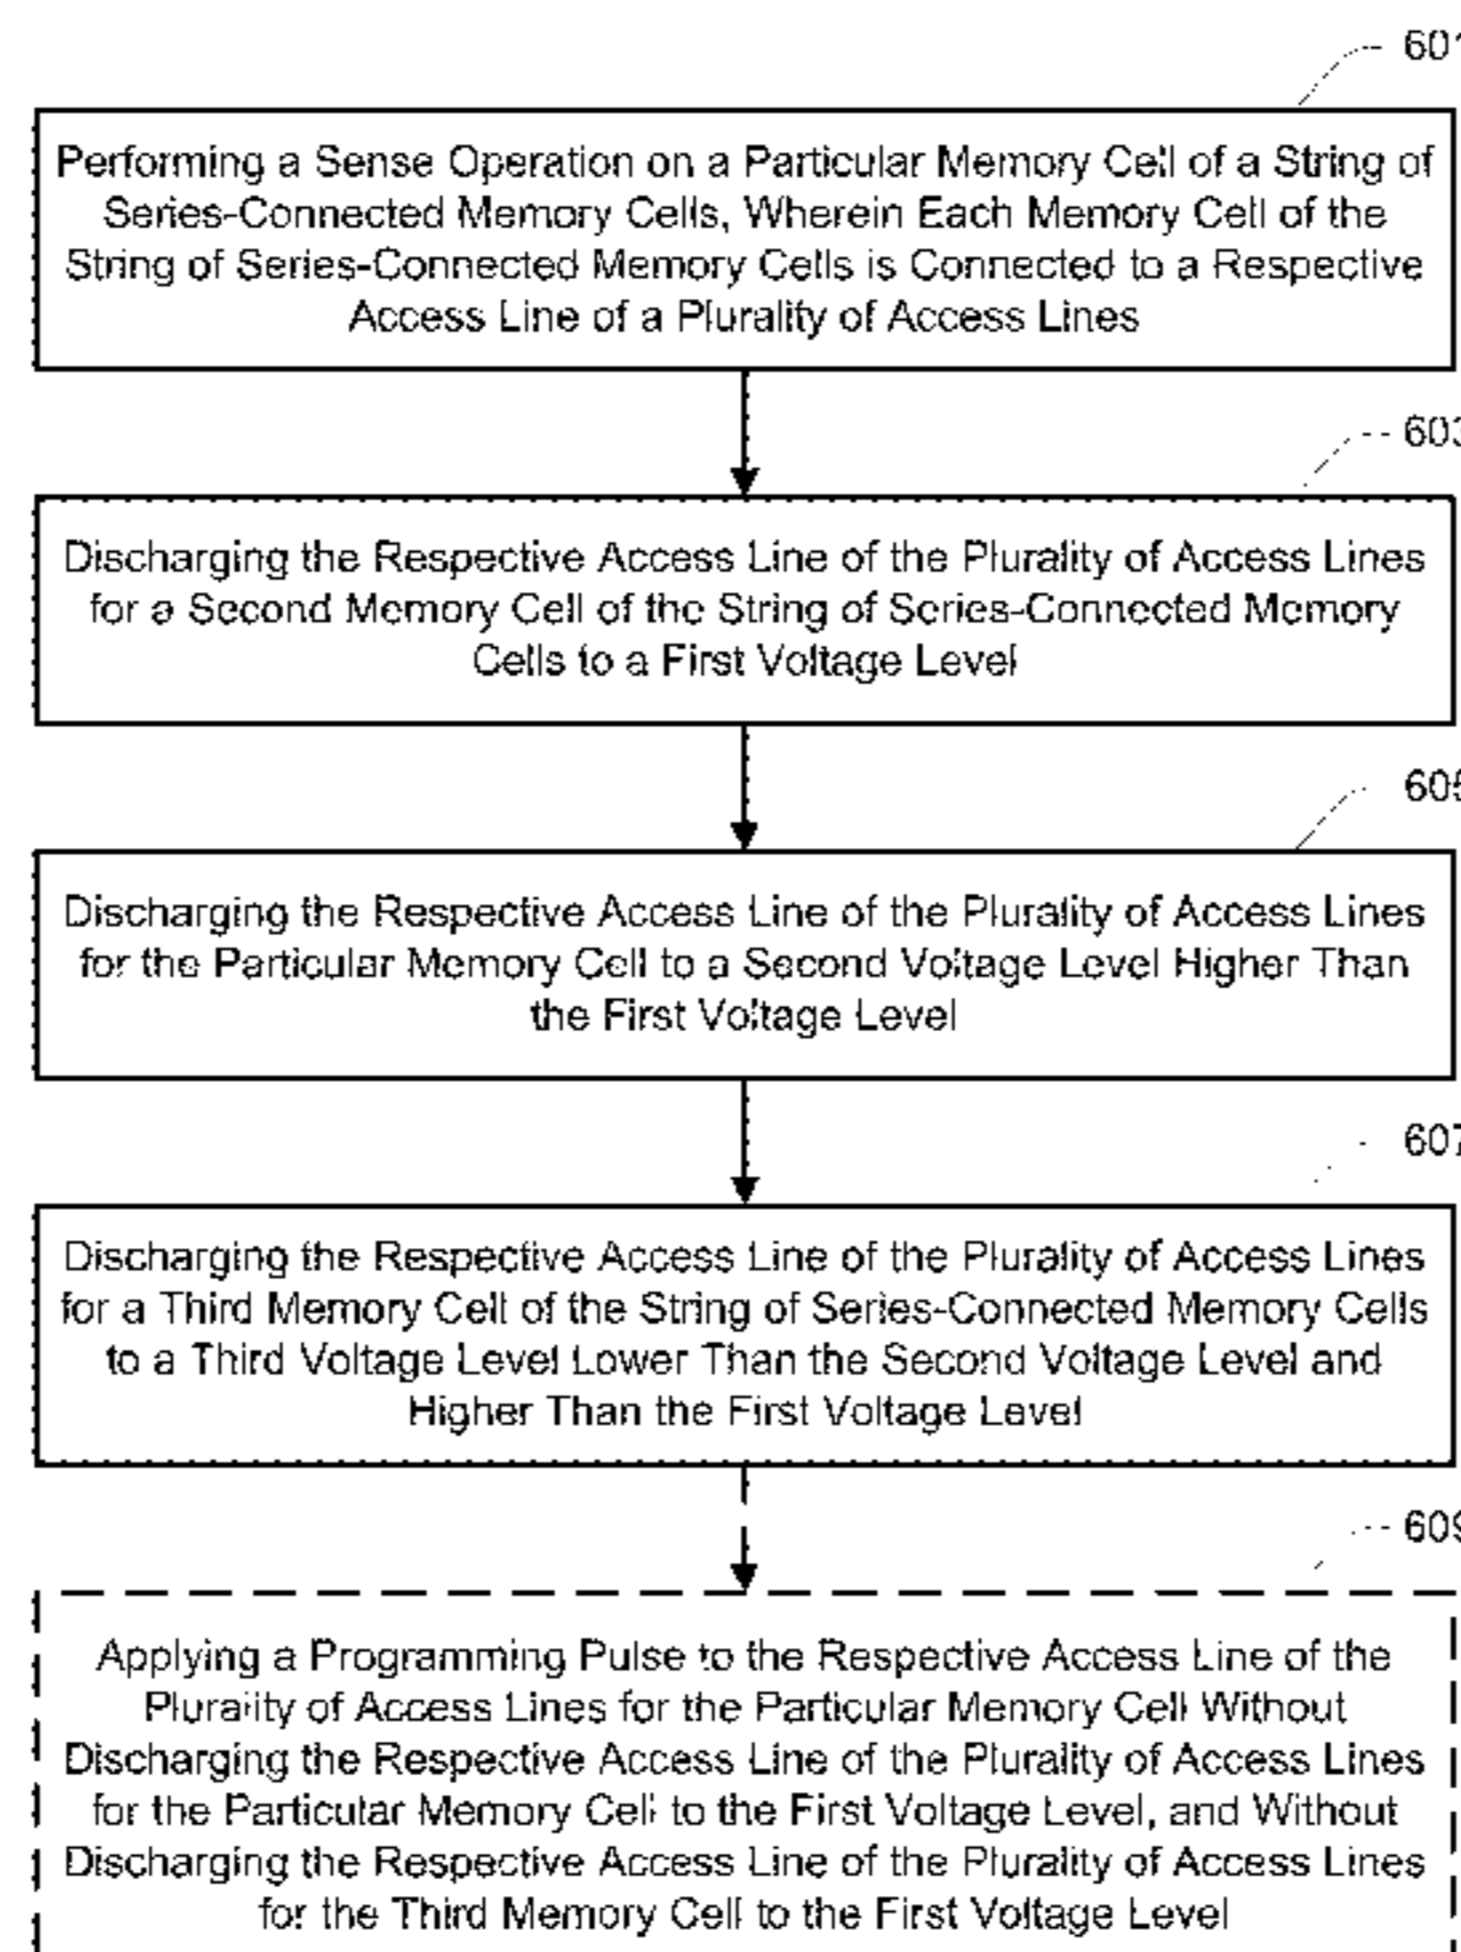 601
Performing a Sense Operation on a Particular Memory Cell of a String of
Series-Connected Memory Cells, Wherein Each Memory Cell of the
String of Series-Connected Memory Cells is Connected to a Respective
Access Line of a Plurality of Access Lines
603
Discharging the Respective Access Line of the Plurality of Access Lines
for a Second Memory Cell of the String of Series-Connected Memory
Cells to a First Voltage Level
605
Discharging the Respective Access Line of the Plurality of Access Lines
for the Particular Memory Cell to a Second Voltage Level Higher Than
the First Voltage Level
607
Discharging the Respective Access Line of the Plurality of Access Lines
for a Third Memory Cell of the String of Series-Connected Memory Cells
to a Third Voltage Level Lower Than the Second Voltage Level and
Higher Than the First Voltage Level
609
Applying a Programming Pulse to the Respective Access Line of the
Plurality of Access Lines for the Particular Memory Cell Without
Discharging the Respective Access Line of the Plurality of Access Lines
for the Particular Memory Cell to the First Voltage Level, and Without
Discharging the Respective Access Line of the Plurality of Access Lines
for the Third Memory Cell to the First Voltage Level